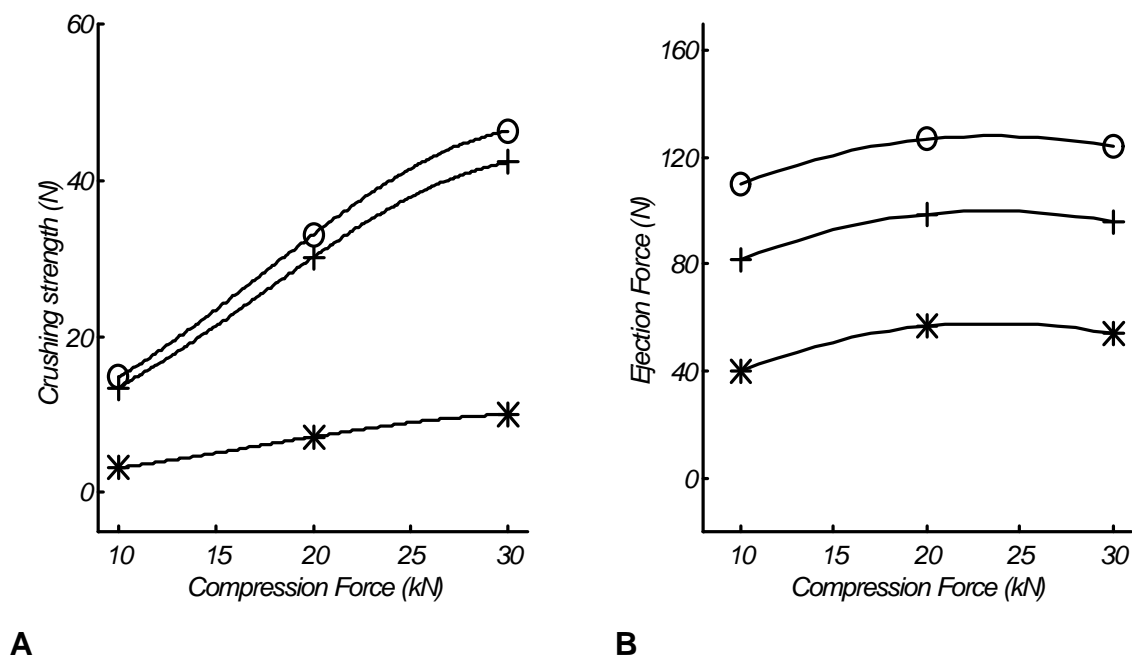 60
40
20
0
Crushing strength (N)
10 15 20 25 30
Compression Force (kN)
A
160
120
80
40
0
Ejection Force (N)
10 15 20 25 30
Compression Force (kN)
B